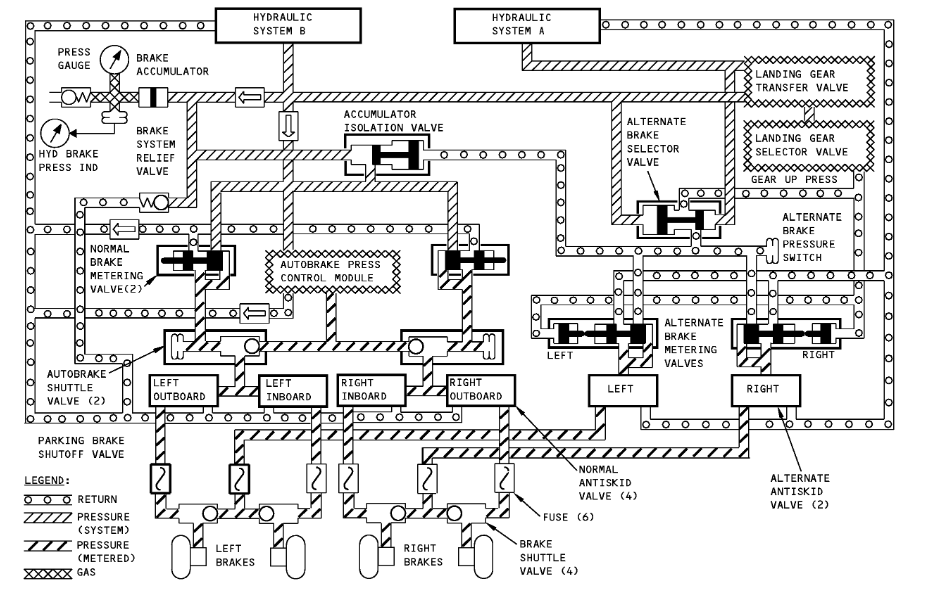 HYDRAULIC
SYSTEM B
HYDRAULIC
SYSTEM A
PRESS
GAUGE
BRAKE
ACCUMULATOR
LANDING GEAR
TRANSFER VALVE
ACCUMULATOR
ISOLATION VALVE
ALTERNATE
BRAKE
SELECTOR
VALVE
BRAKE
SYSTEM
RELIEF
VALVE
HYD BRAKE
PRESS IND
LANDING GEAR
SELECTOR VALVE
GEAR UP PRESS
ALTERNATE
BRAKE
PRESSURE
SWITCH
NORMAL
BRAKE
METERING
VALVE(2)
AUTOBRAKE PRESS
CONTROL MODULE
ALTERNATE
BRAKE
METERING
VALVES
LEFT
RIGHT
AUTOBRAKE
SHUTTLE
VALVE (2)
LEFT
OUTBOARD
LEFT
INBOARD
RIGHT
INBOARD
RIGHT
OUTBOARD
LEFT
RIGHT
PARKING BRAKE
SHUTOFF VALVE
NORMAL
ANTISKID
VALVE (4)
ALTERNATE
ANTISKID
VALVE (2)
LEGEND:
RETURN
PRESSURE
(SYSTEM)
PRESSURE
(METERED)
GAS
FUSE (6)
LEFT
BRAKES
RIGHT
BRAKES
BRAKE
SHUTTLE
VALVE (4)